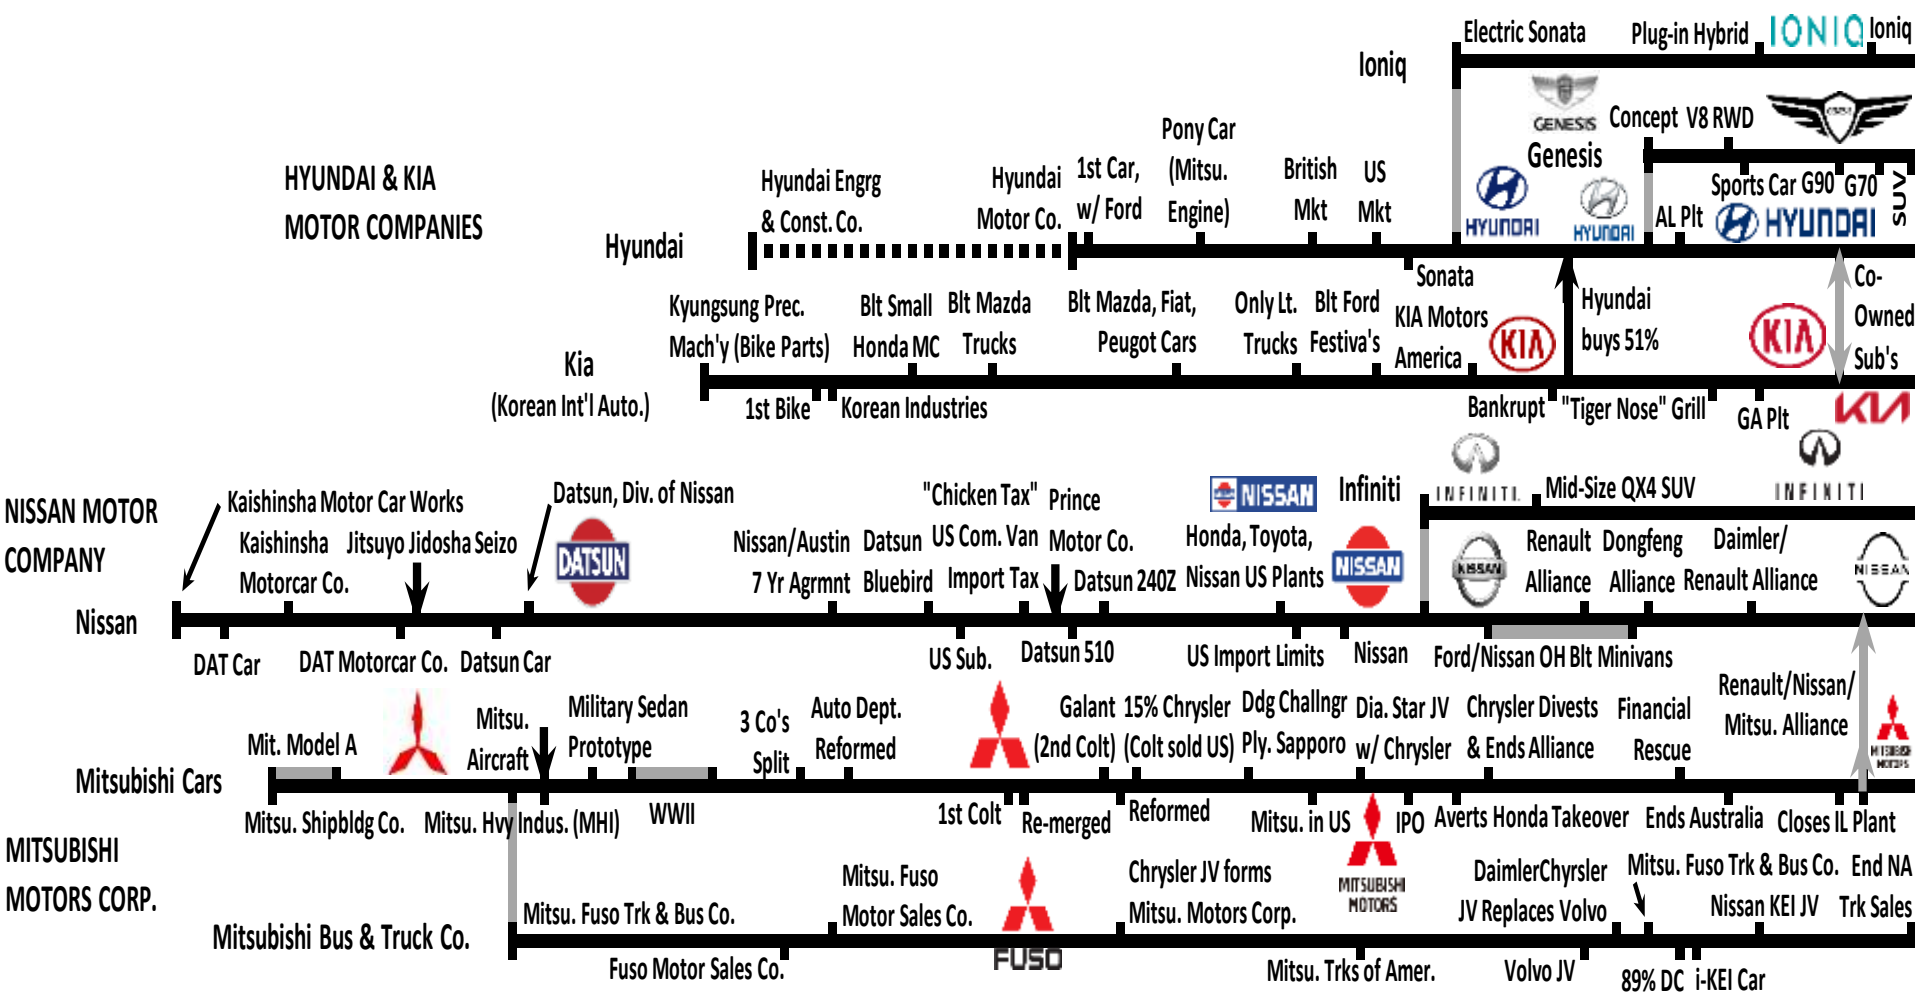 Electric Sonata
Plug-in Hybrid
IONIQ
Ioniq
Ioniq
GENESIS
Concept
V8 RWD
Genesis
HYUNDAI & KIA
MOTOR COMPANIES
Hyundai Engrg
& Const. Co.
Hyundai
Motor Co.
1st Car,
w/ Ford
Pony Car
(Mitsu.
Engine)
British
Mkt
US
Mkt
HYUNDAI
HYUNDAI
AL Plt
Sports Car
G90
G70
SUV
HYUNDAI
Hyundai
Sonata
Kyungsung Prec.
Mach'y (Bike Parts)
Blt Small
Honda MC
Blt Mazda
Trucks
Blt Mazda, Fiat,
Peugot Cars
Only Lt.
Trucks
Blt Ford
Festiva's
KIA Motors
America
KIA
Hyundai
buys 51%
KIA
Co-
Owned
Sub's
Kia
(Korean Int'l Auto.)
1st Bike
Korean Industries
Bankrupt
"Tiger Nose" Grill
GA Plt
KIA
NISSAN MOTOR
COMPANY
Kaishinsha Motor Car Works
Kaishinsha
Motorcar Co.
Jitsuyo Jidosha Seizo
Datsun, Div. of Nissan
DATSUN
Nissan/Austin
7 Yr Agrmnt
Datsun
Bluebird
"Chicken Tax"
US Com. Van
Import Tax
Prince
Motor Co.
Datsun 240Z
NISSAN
Honda, Toyota,
Nissan US Plants
Infiniti
NISSAN
INFINITI
Mid-Size QX4 SUV
INFINITI
NISSAN
Renault
Alliance
Dongfeng
Alliance
Daimler/
Renault Alliance
NISSAN
Nissan
DAT Car
DAT Motorcar Co.
Datsun Car
US Sub.
Datsun 510
US Import Limits
Nissan
Ford/Nissan OH Blt Minivans
Renault/Nissan/
Mitsu. Alliance
Mit. Model A
Mitsu.
Aircraft
Military Sedan
Prototype
3 Co's
Split
Auto Dept.
Reformed
Galant
(2nd Colt)
15% Chrysler
(Colt sold US)
Ddg Challngr
Ply. Sapporo
Dia. Star JV
w/ Chrysler
Chrysler Divests
& Ends Alliance
Financial
Rescue
MITSUBISHI
MOTORS
Mitsubishi Cars
Mitsu. Shipbldg Co.
Mitsu. Hvy Indus. (MHI)
WWII
1st Colt
Re-merged
Reformed
Mitsu. in US
IPO
Averts Honda Takeover
Ends Australia
Closes IL Plant
MITSUBISHI
MOTORS CORP.
MITSUBISHI
MOTORS
Mitsubishi Bus & Truck Co.
Mitsu. Fuso Trk & Bus Co.
Mitsu. Fuso
Motor Sales Co.
FUSO
Chrysler JV forms
Mitsu. Motors Corp.
DaimlerChyrsler
JV Replaces Volvo
Mitsu. Fuso Trk & Bus Co.
Nissan KEI JV
End NA
Trk Sales
Fuso Motor Sales Co.
Mitsu. Trks of Amer.
Volvo JV
89% DC
i-KEI Car